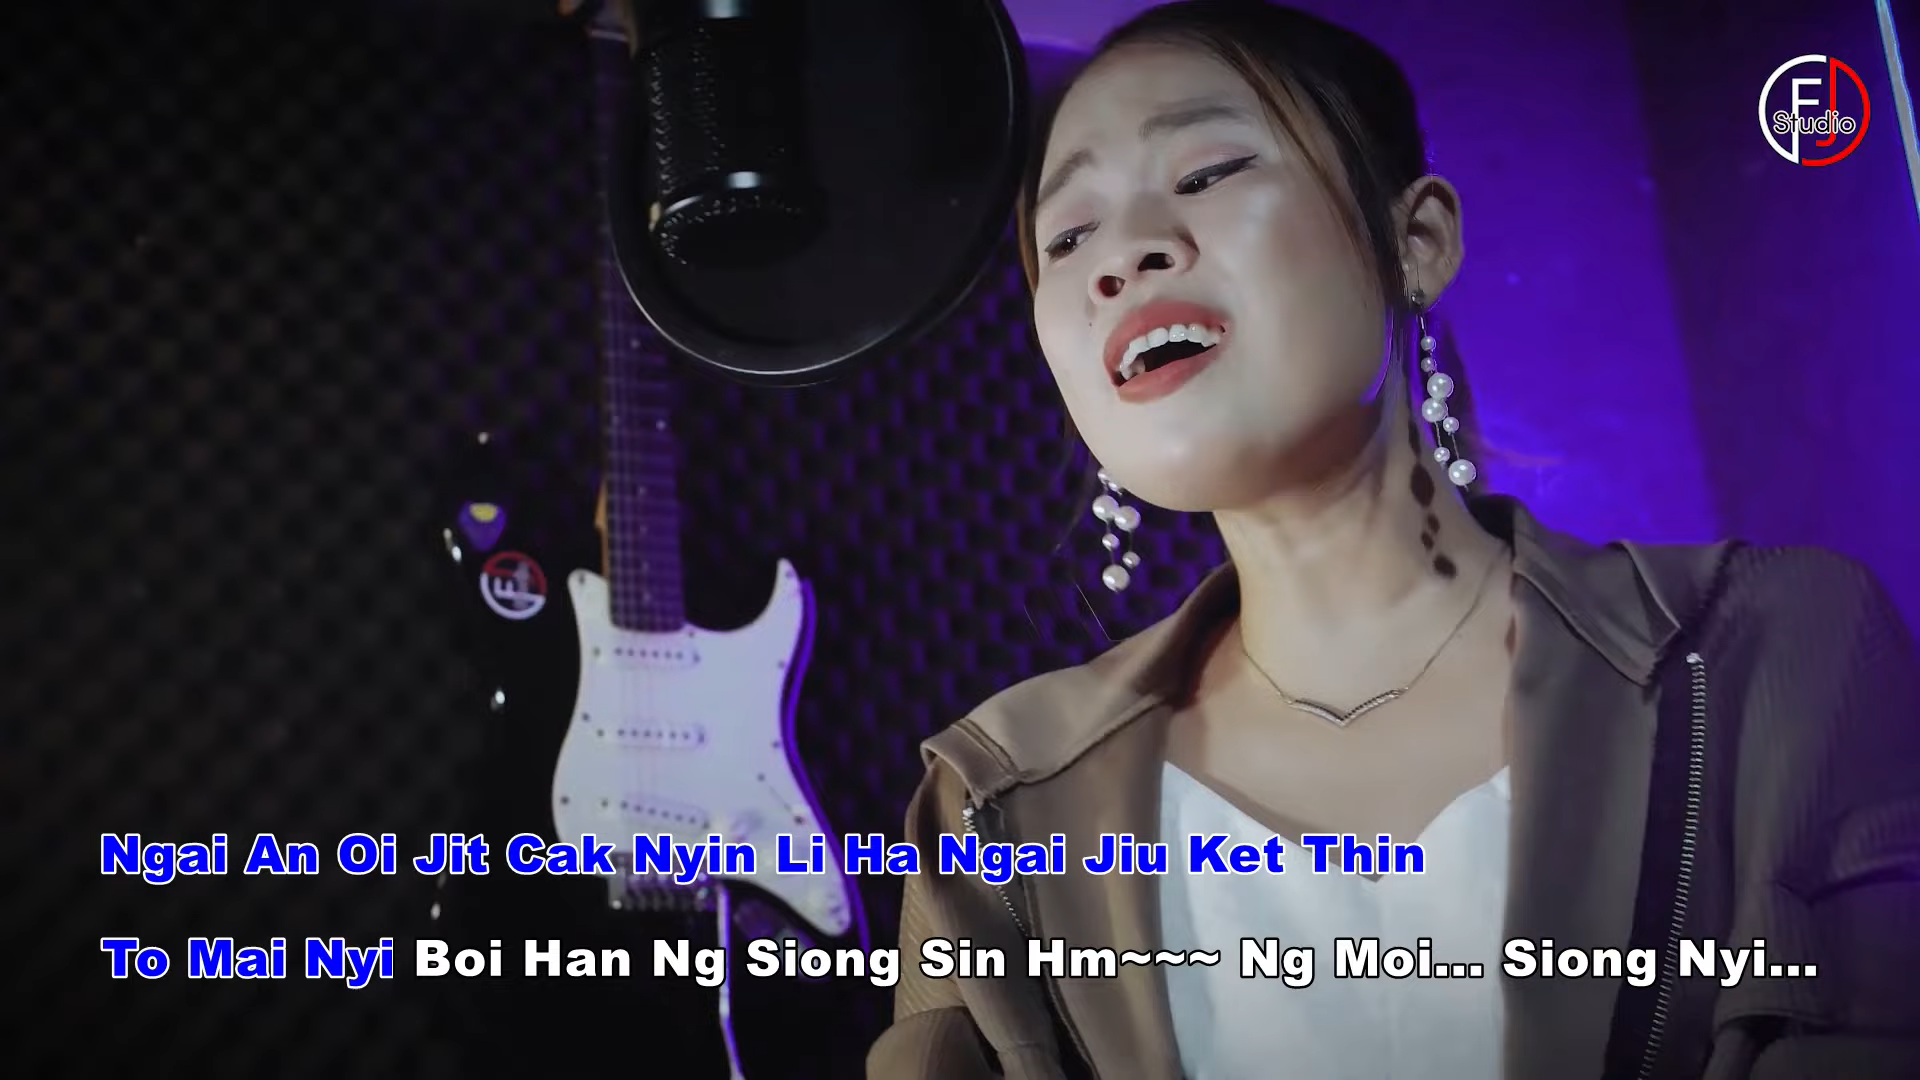 FJ
Studio
Ngai An Oi Jit Cak Nyin Li Ha Ngai Jiu Ket Thin
To Mai Nyi Boi Han Ng Siong Sin Hm~~~ Ng Moi... Siong Nyi...